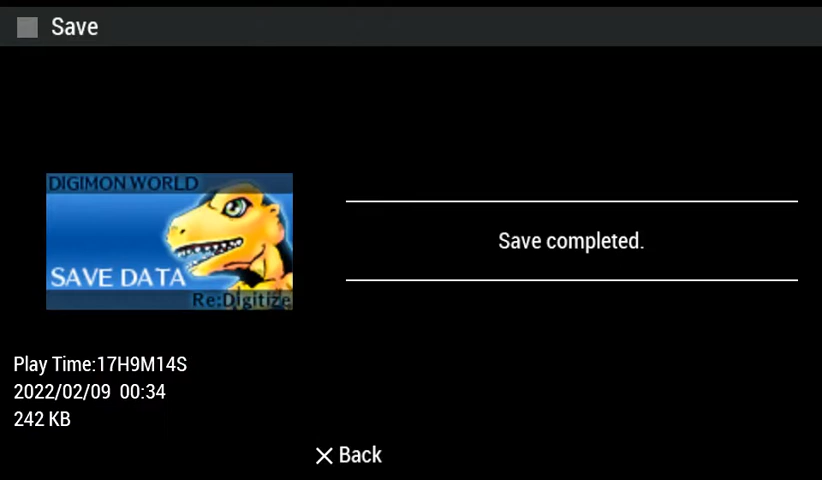 Save
DIGIMON WORLD
SAVE DATA
Re:Digitize
Save completed.
Play Time:17H9M14S
2022/02/09 00:34
242 KB
Back